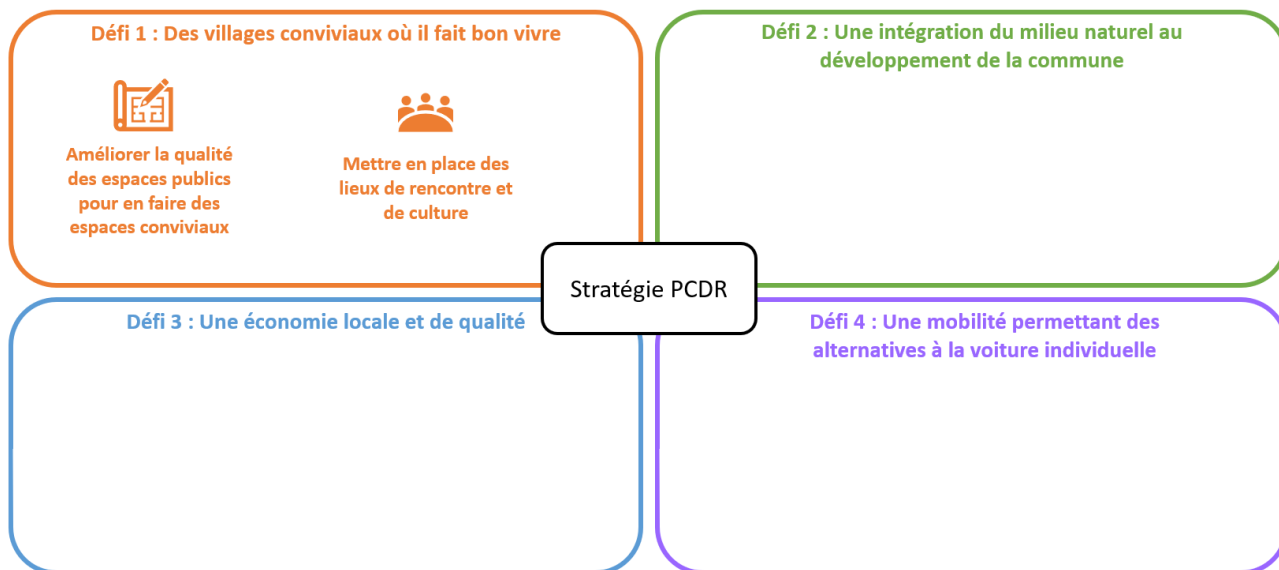 Défi 1 : Des villages conviviaux où il fait bon vivre
Améliorer la qualité
des espaces publics
pour en faire des
espaces conviviaux
Mettre en place des
lieux de rencontre et
de culture
Défi 2 : Une intégration du milieu naturel au
développement de la commune
Stratégie PCDR
Défi 3 : Une économie locale et de qualité
Défi 4 : Une mobilité permettant des
alternatives à la voiture individuelle